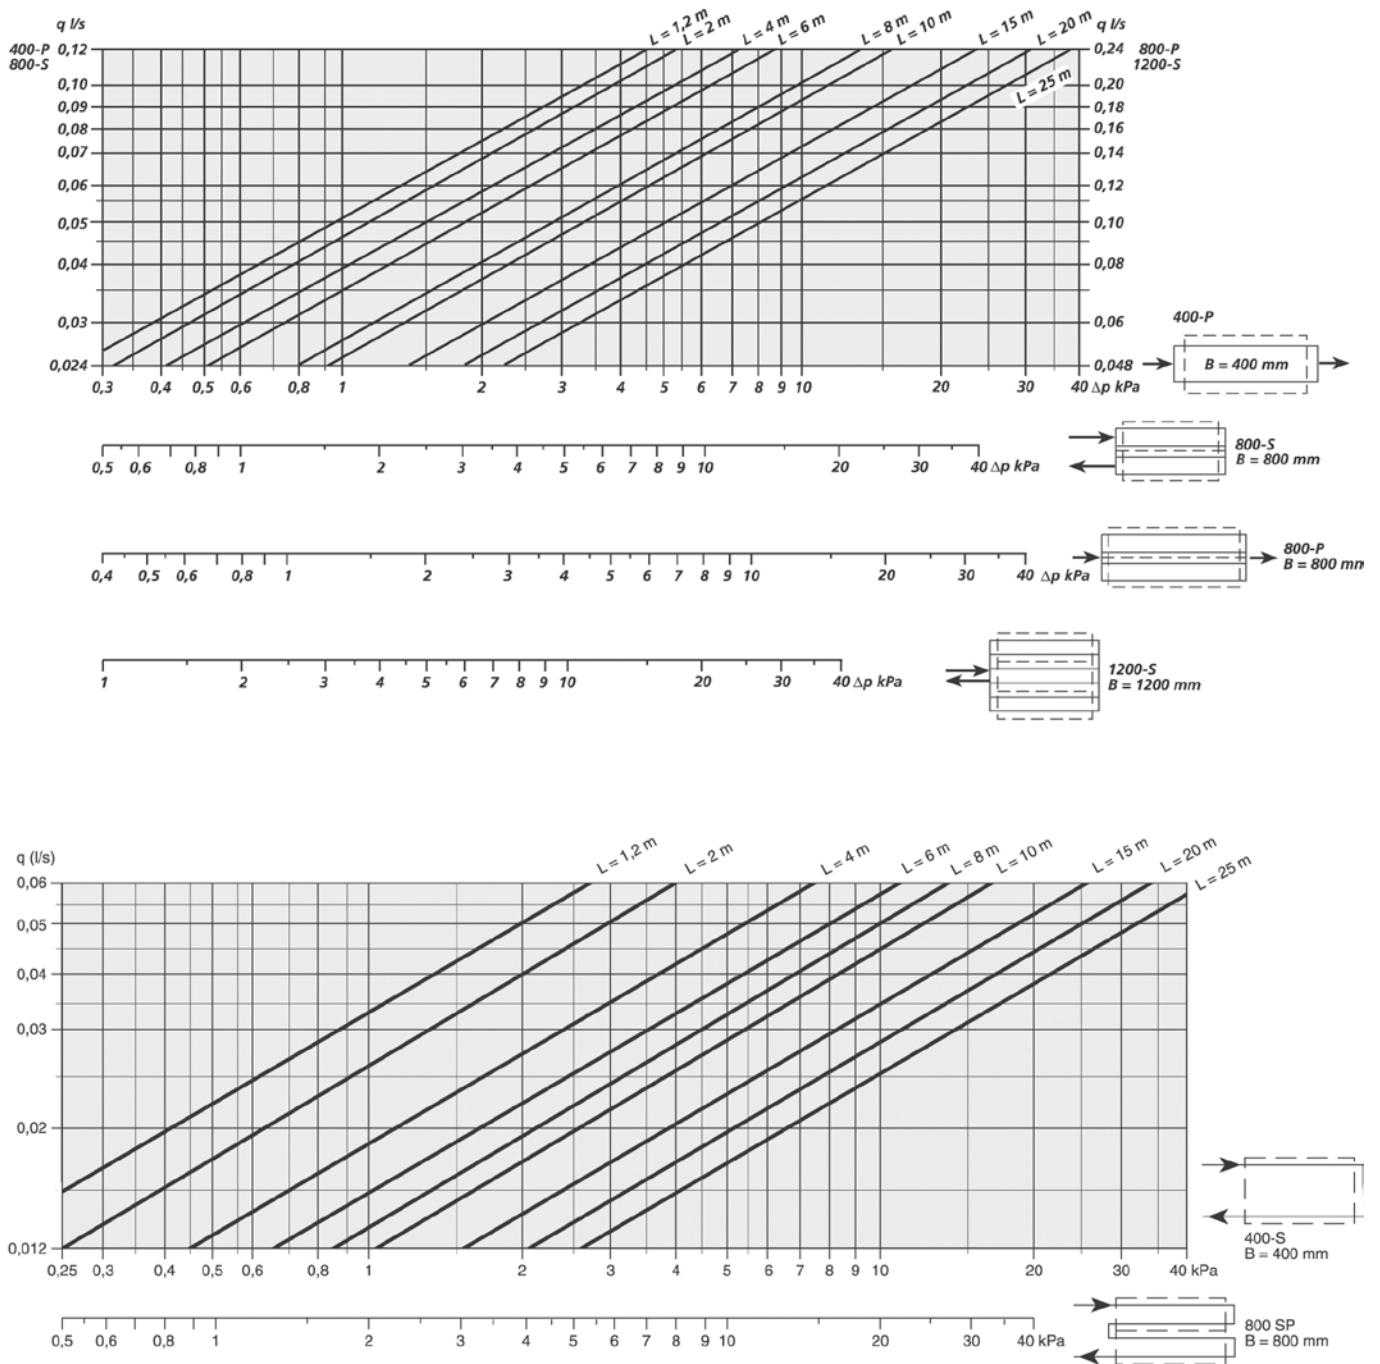 q l/s
L = 1,2 m
L = 2 m
L = 4 m
L = 6 m
L = 8 m
L = 10 m
L = 15 m
L = 20 m
q l/s
400-P
800-S
0,12
0,24
800-P
1200-S
L = 25 m
0,10
0,20
0,09
0,18
0,08
0,16
0,07
0,14
0,06
0,12
0,05
0,10
0,04
0,08
0,03
0,06
0,024
0,048
400-P
B = 400 mm
0,3 0,4 0,5 0,6 0,8 1 2 3 4 5 6 7 8 9 10 20 30 40 Δp kPa
800-S
B = 800 mm
0,5 0,6 0,8 1 2 3 4 5 6 7 8 9 10 20 30 40 Δp kPa
800-P
B = 800 mm
0,4 0,5 0,6 0,8 1 2 3 4 5 6 7 8 9 10 20 30 40 Δp kPa
1200-S
B = 1200 mm
1 2 3 4 5 6 7 8 9 10 20 30 40 Δp kPa
q (l/s)
L = 1,2 m
L = 2 m
L = 4 m
L = 6 m
L = 8 m
L = 10 m
L = 15 m
L = 20 m
L = 25 m
0,06
0,05
0,04
0,03
0,02
0,012
400-S
B = 400 mm
0,25 0,3 0,4 0,5 0,6 0,8 1 2 3 4 5 6 7 8 9 10 20 30 40 kPa
800 SP
B = 800 mm
0,5 0,6 0,8 1 2 3 4 5 6 7 8 9 10 20 30 40 kPa